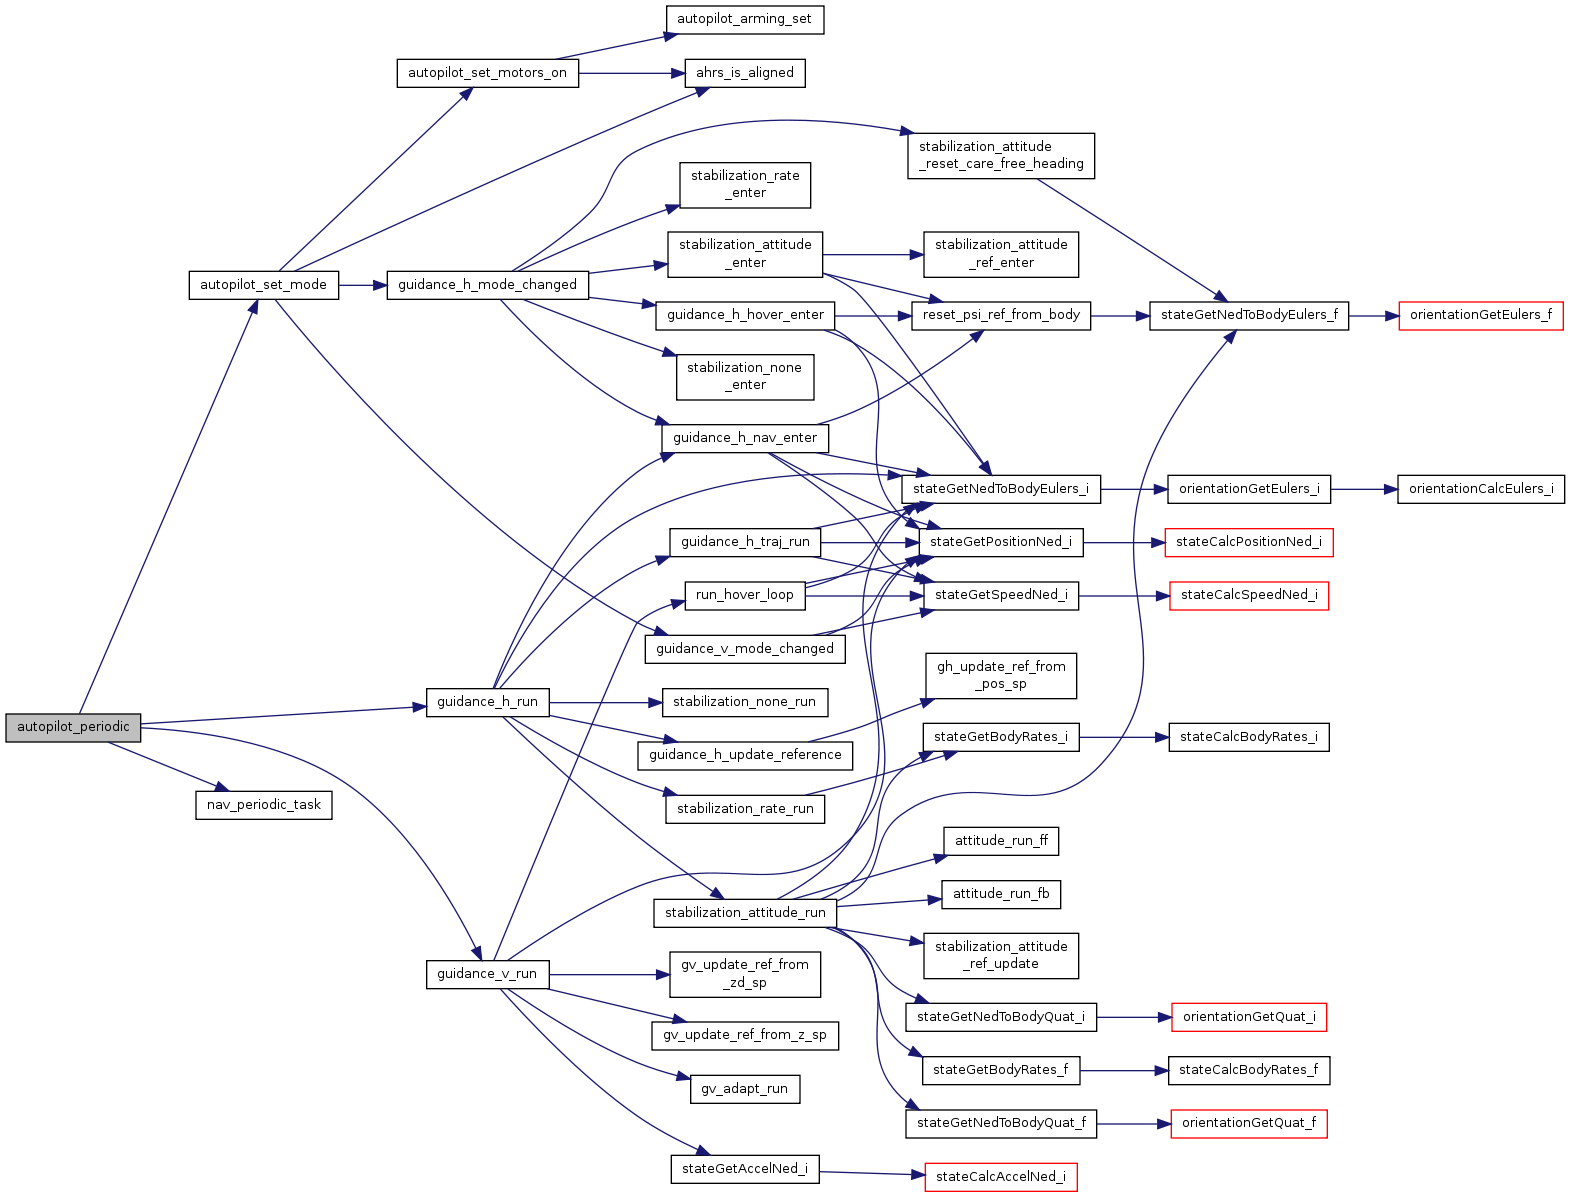 autopilot_arming_set
autopilot_set_motors_on
ahrs_is_aligned
stabilization_attitude
_reset_care_free_heading
stabilization_rate
_enter
stabilization_attitude
_enter
stabilization_attitude
_ref_enter
autopilot_set_mode
guidance_h_mode_changed
guidance_h_hover_enter
reset_psi_ref_from_body
stateGetNedToBodyEulers_f
orientationGetEulers_f
stabilization_none
_enter
guidance_h_nav_enter
stateGetNedToBodyEulers_i
orientationGetEulers_i
orientationCalcEulers_i
guidance_h_traj_run
stateGetPositionNed_i
stateCalcPositionNed_i
run_hover_loop
stateGetSpeedNed_i
stateCalcSpeedNed_i
guidance_v_mode_changed
gh_update_ref_from
_pos_sp
guidance_h_run
stabilization_none_run
autopilot_periodic
stateGetBodyRates_i
stateCalcBodyRates_i
guidance_h_update_reference
nav_periodic_task
stabilization_rate_run
attitude_run_ff
attitude_run_fb
stabilization_attitude_run
stabilization_attitude
_ref_update
guidance_v_run
gv_update_ref_from
_zd_sp
stateGetNedToBodyQuat_i
orientationGetQuat_i
gv_update_ref_from_z_sp
stateGetBodyRates_f
stateCalcBodyRates_f
gv_adapt_run
stateGetNedToBodyQuat_f
orientationGetQuat_f
stateGetAccelNed_i
stateCalcAccelNed_i